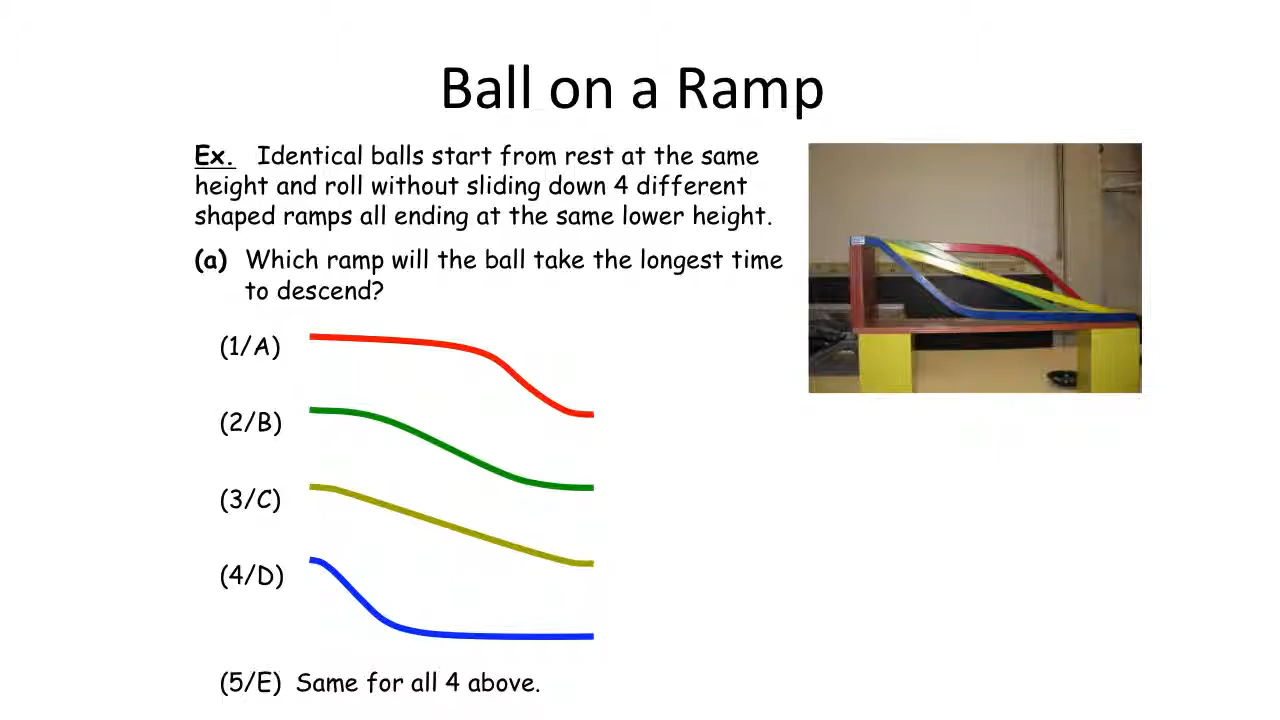 Ball on a Ramp
Ex. Identical balls start from rest at the same
height and roll without sliding down 4 different
shaped ramps all ending at the same lower height.
(a) Which ramp will the ball take the longest time
to descend?
(1/A)
(2/B)
(3/C)
(4/D)
(5/E) Same for all 4 above.